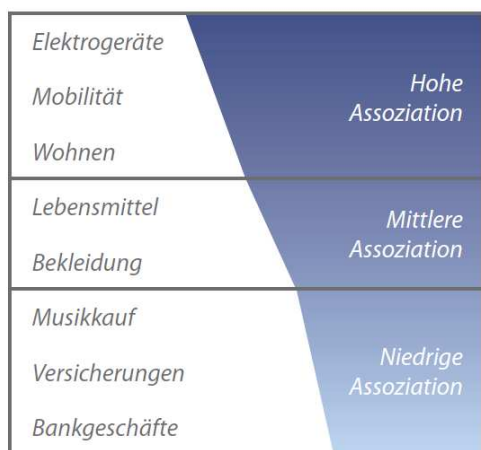 Elektrogeräte
Mobilität
Wohnen
Hohe
Assoziation
Lebensmittel
Bekleidung
Mittlere
Assoziation
Musikkauf
Versicherungen
Bankgeschäfte
Niedrige
Assoziation